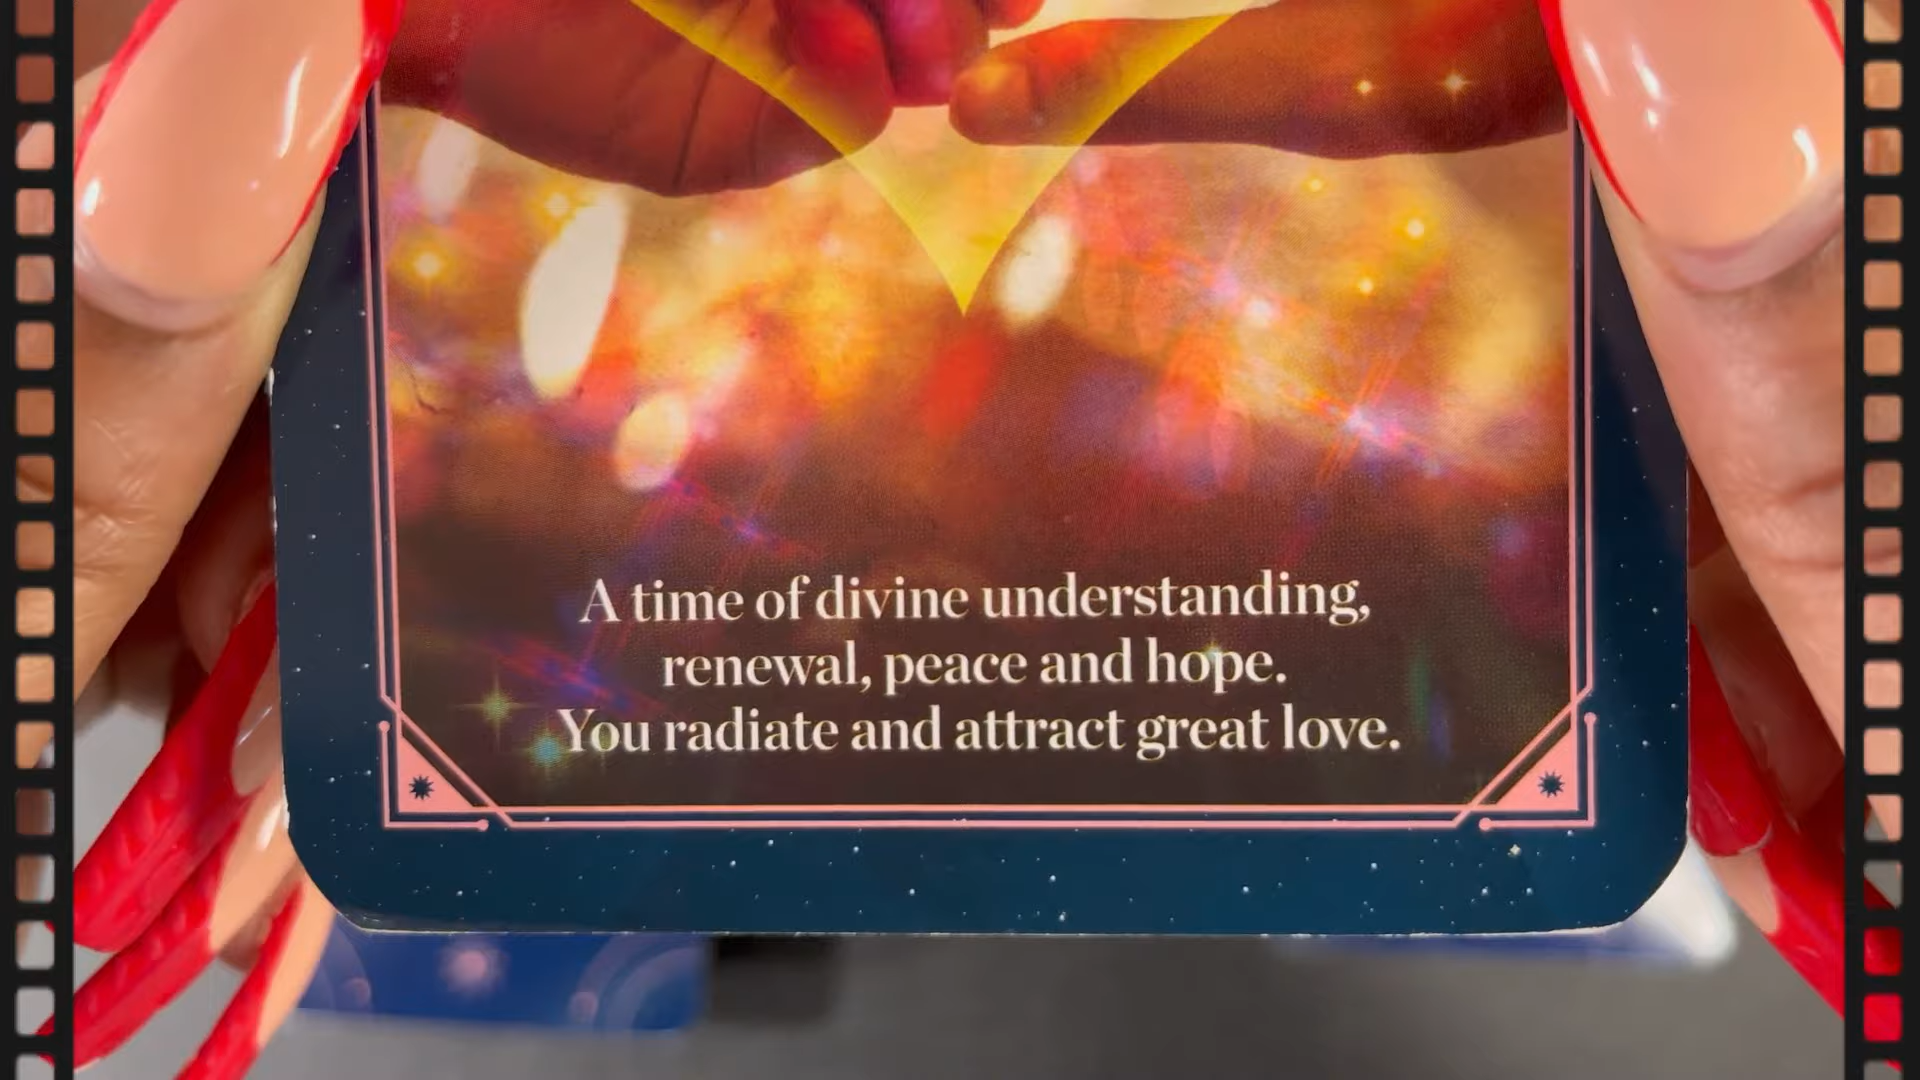 A time of divine understanding,
renewal, peace and hope.
You radiate and attract great love.